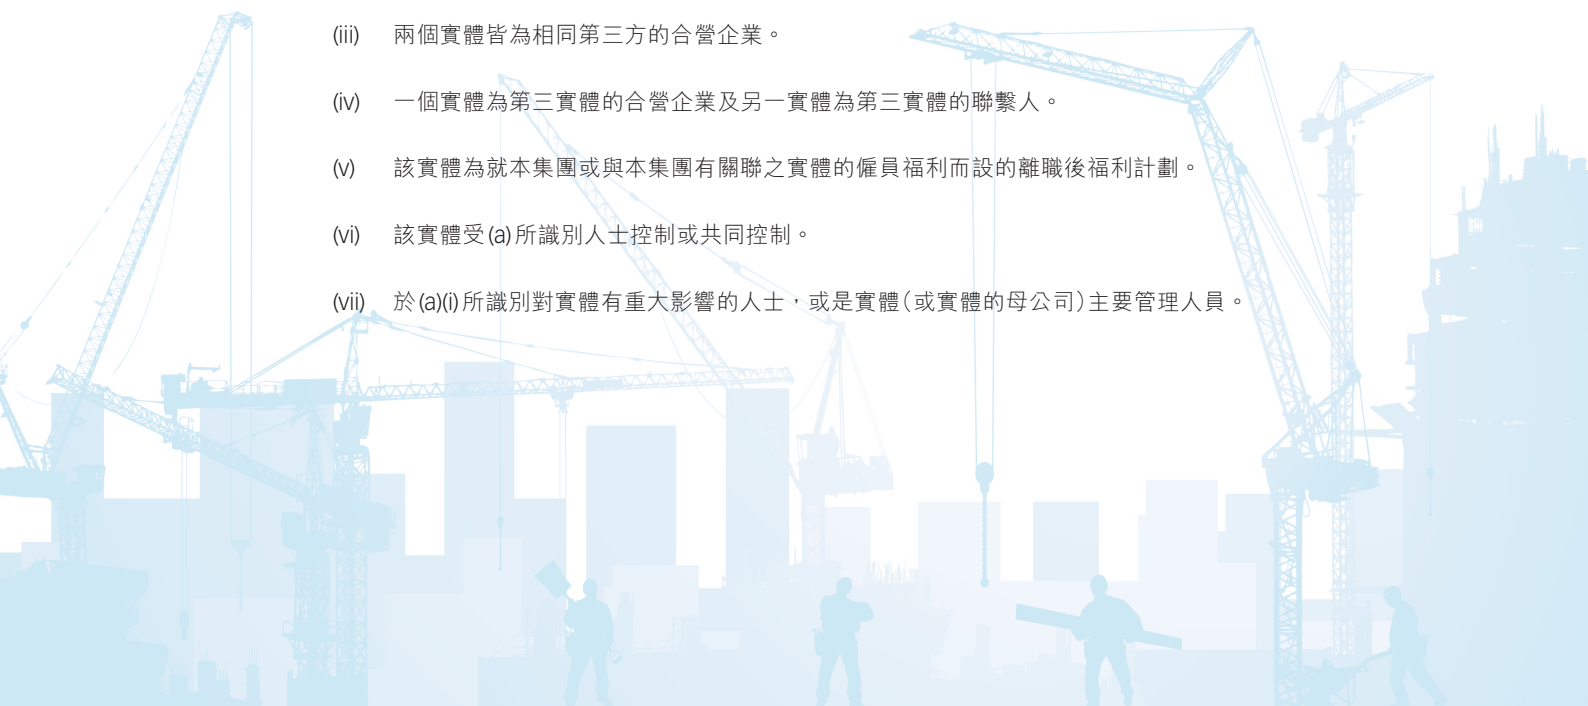 (iii) 兩個實體皆為相同第三方的合營企業。
(iv) 一個實體為第三實體的合營企業及另一實體為第三實體的聯繫人。
(v) 該實體為就本集團或與本集團有關聯之實體的僱員福利而設的離職後福利計劃。
(vi) 該實體受(a)所識別人士控制或共同控制。
(vii) 於(a)(i)所識別對實體有重大影響的人士，或是實體(或實體的母公司)主要管理人員。